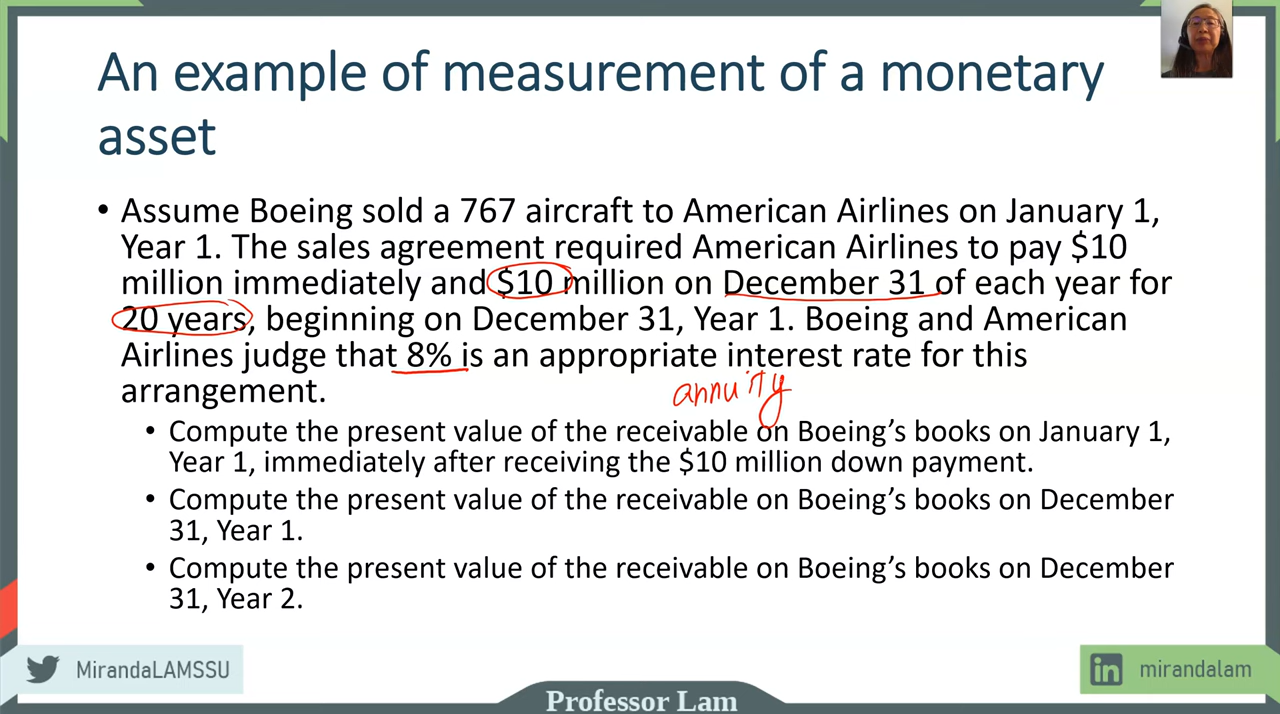 An example of measurement of a monetary
asset
• Assume Boeing sold a 767 aircraft to American Airlines on January 1,
Year 1. The sales agreement required American Airlines to pay $10
million immediately and $10 million on December 31 of each year for
20 years, beginning on December 31, Year 1. Boeing and American
Airlines judge that 8% is an appropriate interest rate for this
arrangement.
annuity
• Compute the present value of the receivable on Boeing’s books on January 1,
Year 1, immediately after receiving the $10 million down payment.
• Compute the present value of the receivable on Boeing’s books on December
31, Year 1.
• Compute the present value of the receivable on Boeing’s books on December
31, Year 2.
MirandaLAMSSU
in mirandalam
Professor Lam